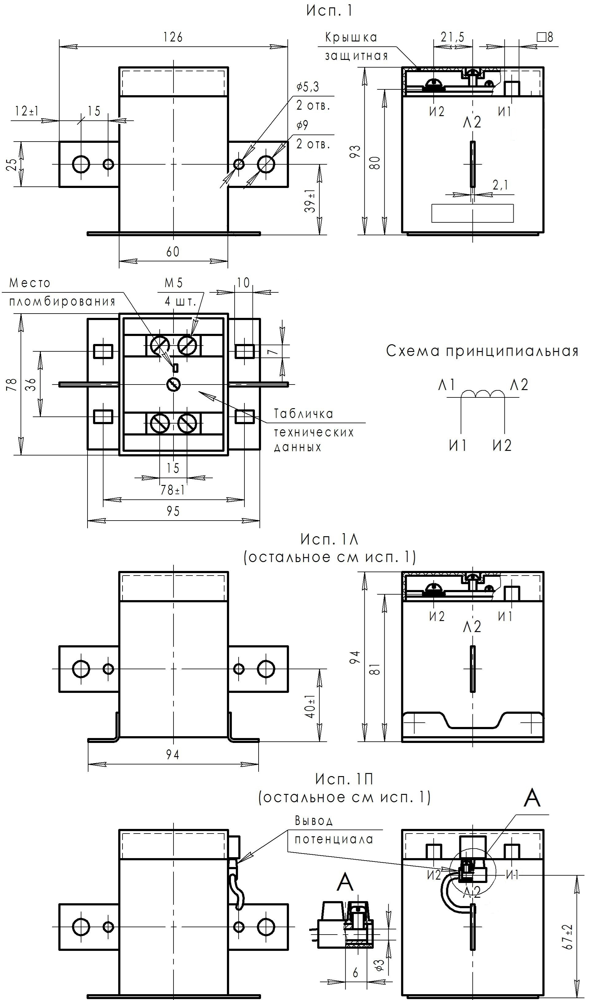 Исп. 1
126
Крышка
защитная
21,5
□8
ϕ5,3
2 отв.
ϕ9
2 отв.
12±1
15
25
39±1
60
93
80
И2
И1
Л2
2,1
Место
пломбирования
М5
4 шт.
10
7
78
36
Табличка
технических
данных
15
78±1
95
Схема принципиальная
Л1
Л2
И1
И2
Исп. 1Л
(остальное см исп. 1)
94
81
И2
И1
Л2
40±1
94
Исп. 1П
(остальное см исп. 1)
А
Вывод
потенциала
И2
И1
Л2
А
67±2
6
ϕ3